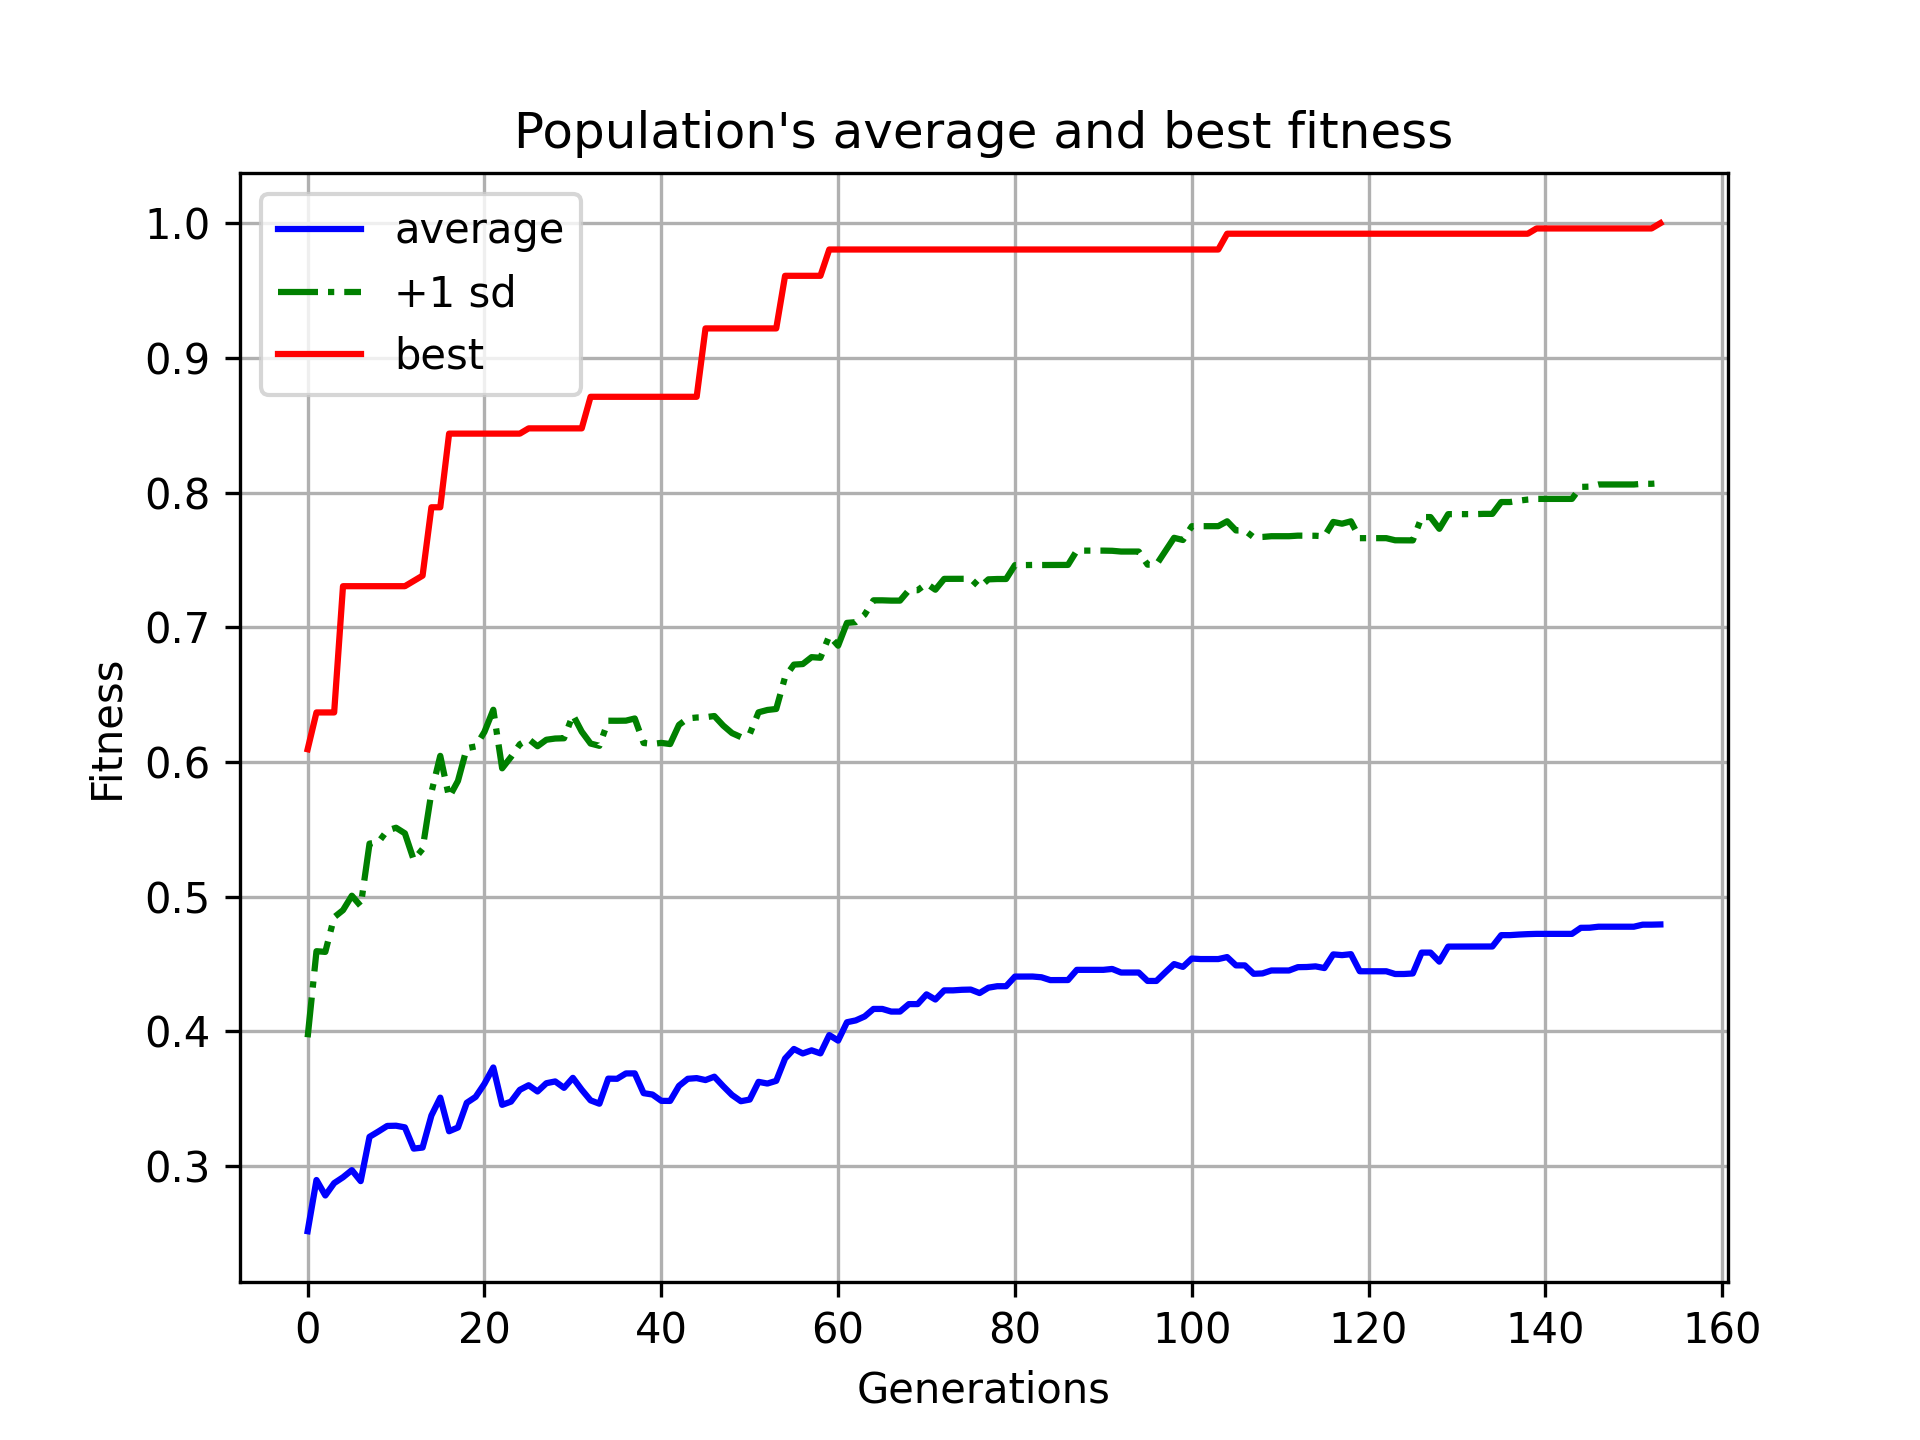 Population's average and best fitness
average
+1 sd
best
1.0
0.9
0.8
0.7
0.6
0.5
0.4
0.3
Fitness
0 20 40 60 80 100 120 140 160
Generations